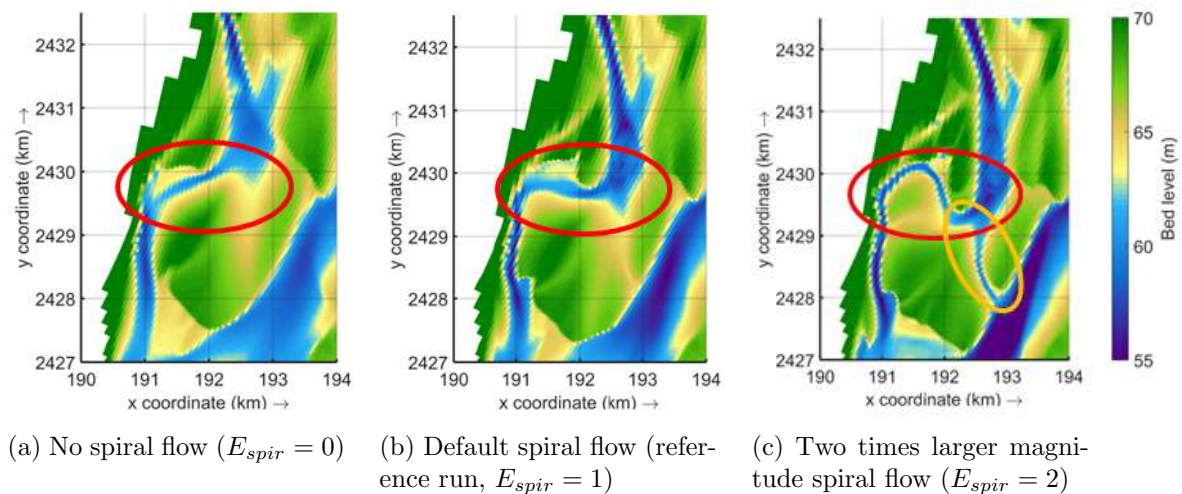 2432
2431
2430
2429
2428
2427
190 191 192 193 194
x coordinate (km) →
y coordinate (km) →
2432
2431
2430
2429
2428
2427
190 191 192 193 194
x coordinate (km) →
y coordinate (km) →
2432
2431
2430
2429
2428
2427
190 191 192 193 194
x coordinate (km) →
y coordinate (km) →
70
65
60
55
Bed level (m)
(a) No spiral flow (E_spir = 0)
(b) Default spiral flow (refer-
ence run, E_spir = 1)
(c) Two times larger magni-
tude spiral flow (E_spir = 2)